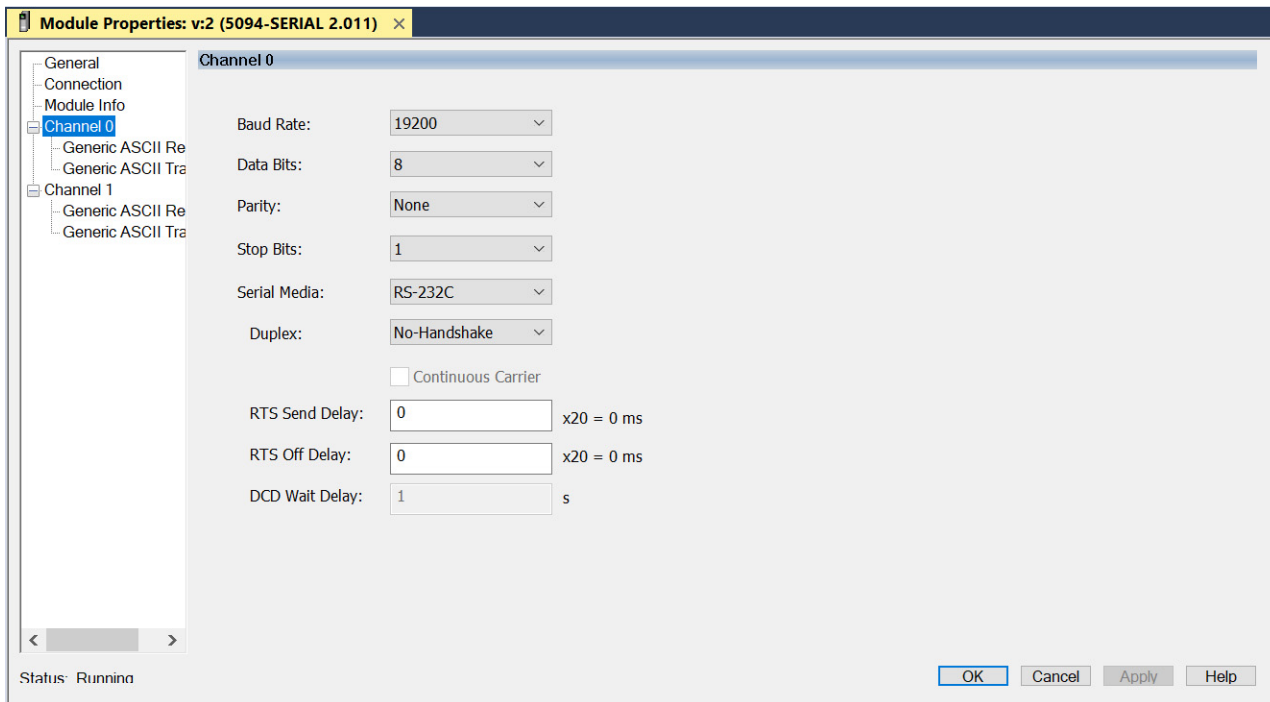 Module Properties: v:2 (5094-SERIAL 2.011) ×
General
Connection
Module Info
Channel 0
Generic ASCII Re
Generic ASCII Tra
Channel 1
Generic ASCII Re
Generic ASCII Tra
Channel 0
Baud Rate: 19200
Data Bits: 8
Parity: None
Stop Bits: 1
Serial Media: RS-232C
Duplex: No-Handshake
Continuous Carrier
RTS Send Delay: 0 x20 = 0 ms
RTS Off Delay: 0 x20 = 0 ms
DCD Wait Delay: 1 s
Status: Running
OK Cancel Apply Help